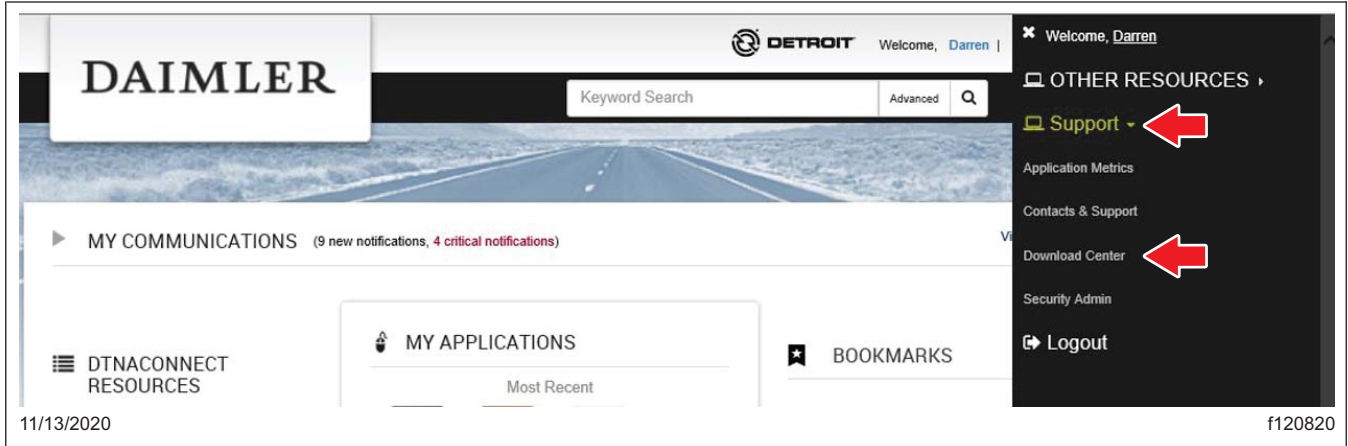 DETROIT Welcome, Darren |
DAIMLER
Keyword Search Advanced
MY COMMUNICATIONS (9 new notifications, 4 critical notifications)
DTNACONNECT
RESOURCES
MY APPLICATIONS
Most Recent
BOOKMARKS
Welcome, Darren
OTHER RESOURCES
Support
Application Metrics
Contacts & Support
Download Center
Security Admin
Logout
11/13/2020 f120820